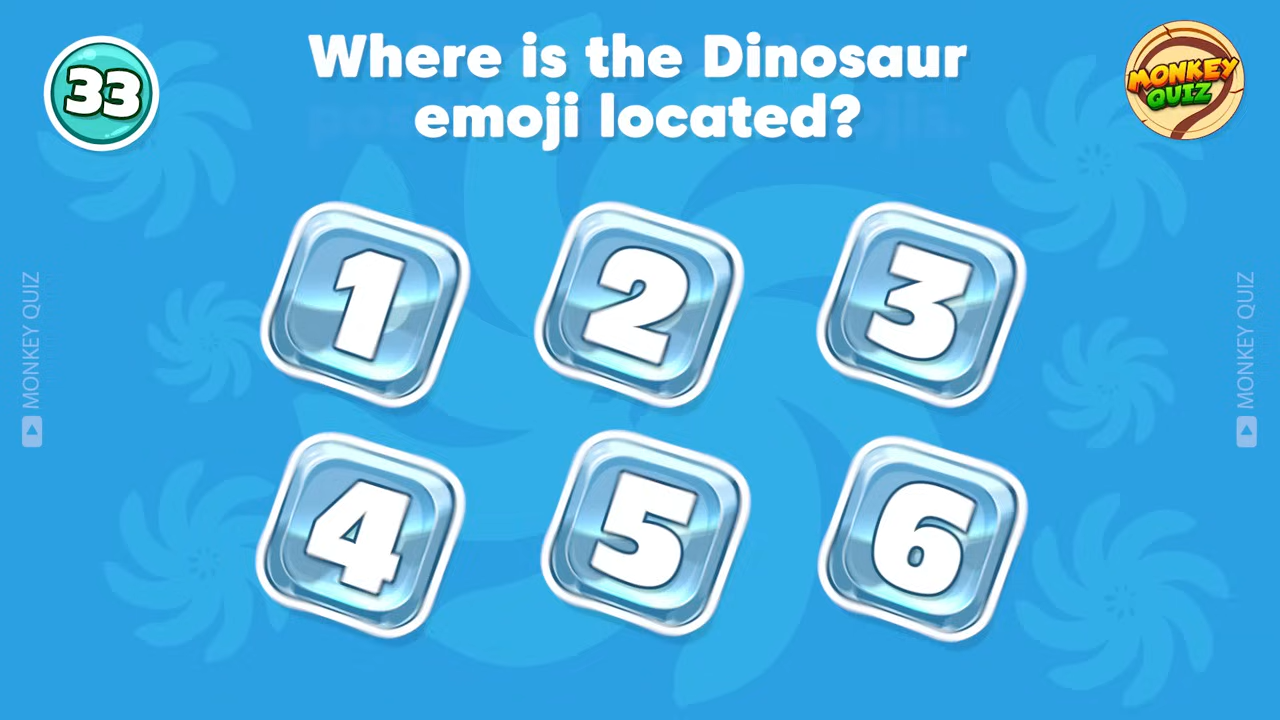 33
Where is the Dinosaur
emoji located?
MONKEY
QUIZ
1
2
3
MONKEY QUIZ
MONKEY QUIZ
4
5
6